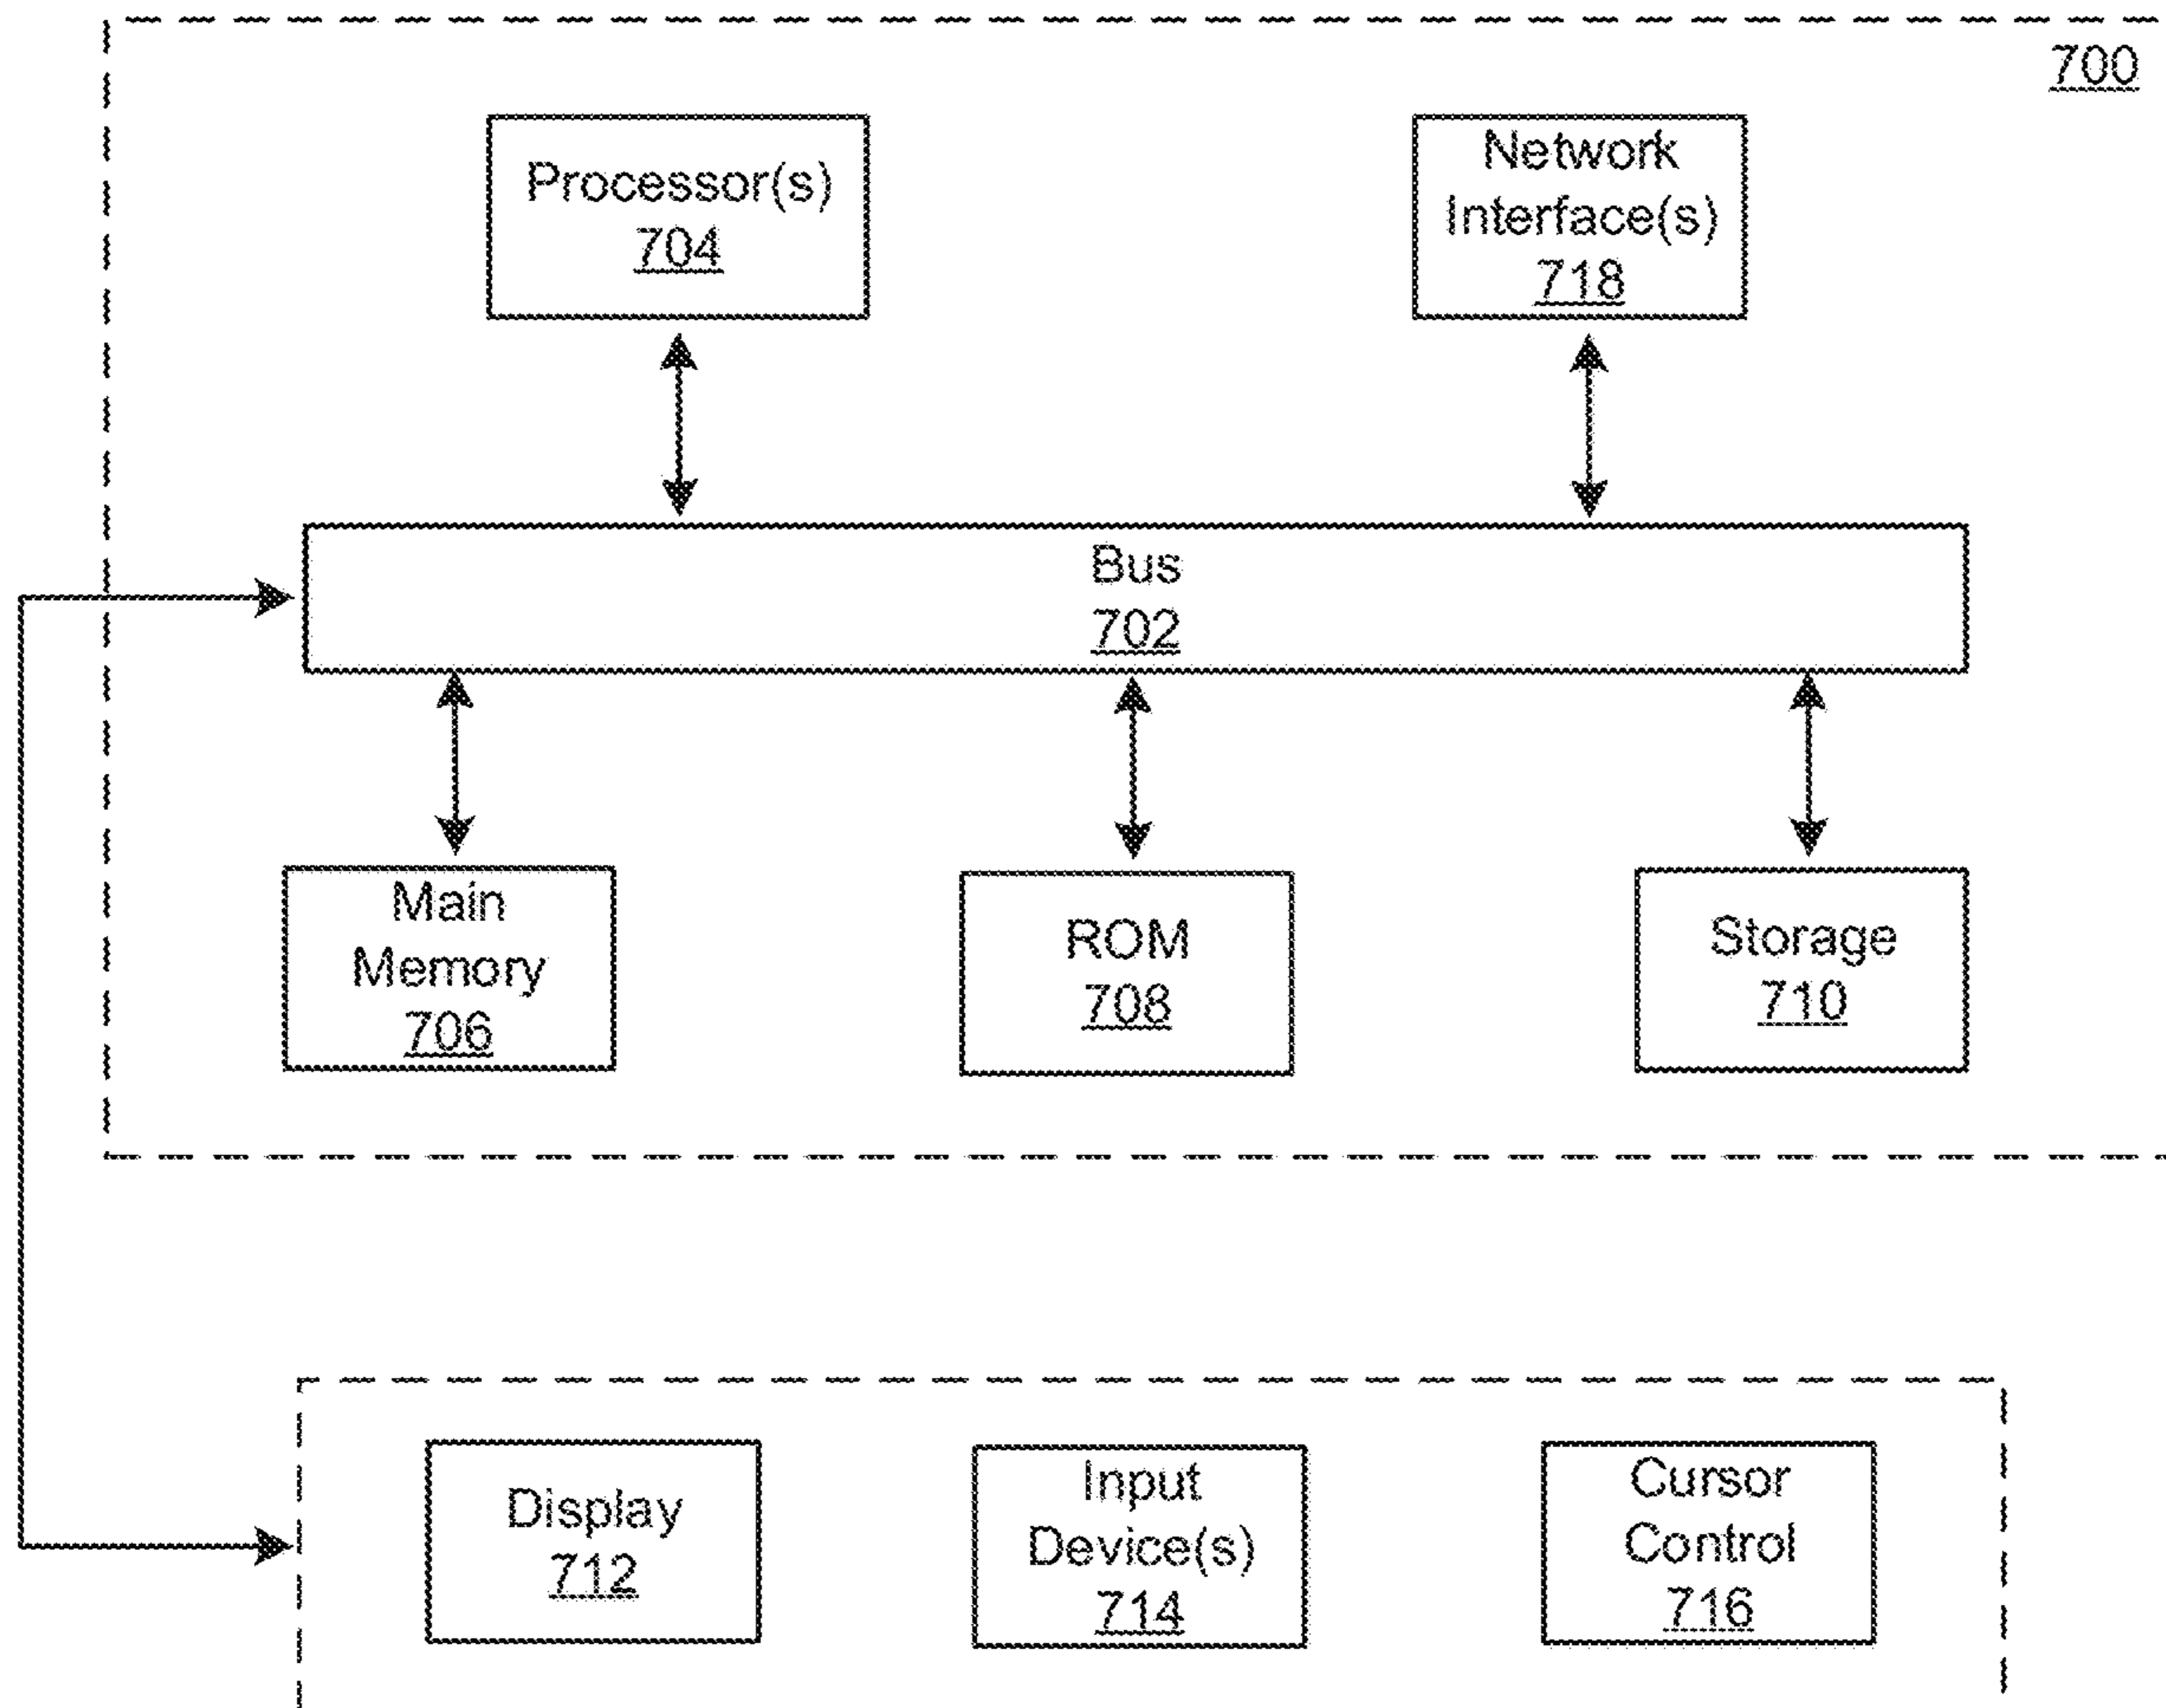 700
Processor(s)
704
Network
Interface(s)
718
Bus
702
Main
Memory
706
ROM
708
Storage
710
Display
712
Input
Device(s)
714
Cursor
Control
716